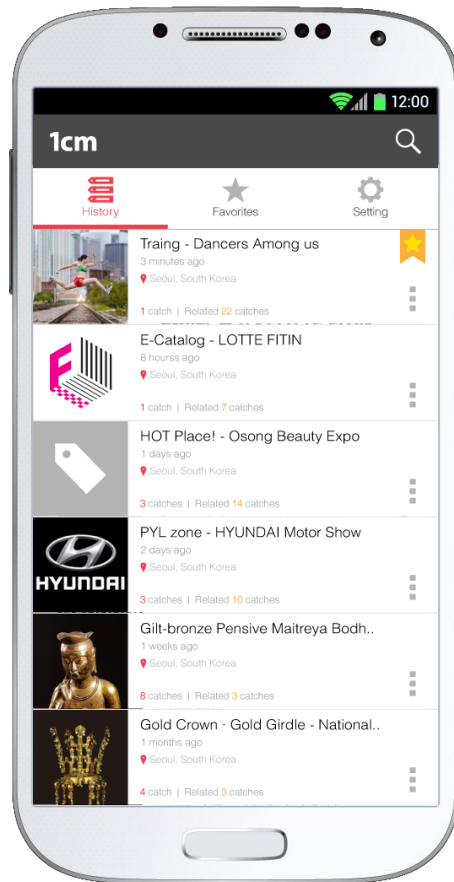 12:00
1cm
History
Favorites
Setting
Traing - Dancers Among us
3 minutes ago
Seoul, South Korea
1 catch | Related 22 catches
E-Catalog - LOTTE FITIN
8 hourss ago
Seoul, South Korea
1 catch | Related 7 catches
HOT Place! - Osong Beauty Expo
1 days ago
Seoul, South Korea
3 catches | Related 14 catches
HYUNDAI
PYL zone - HYUNDAI Motor Show
2 days ago
Seoul, South Korea
3 catches | Related 10 catches
Gilt-bronze Pensive Maitreya Bodh..
1 weeks ago
Seoul, South Korea
8 catches | Related 3 catches
Gold Crown · Gold Girdle - National..
1 months ago
Seoul, South Korea
4 catch | Related 3 catches